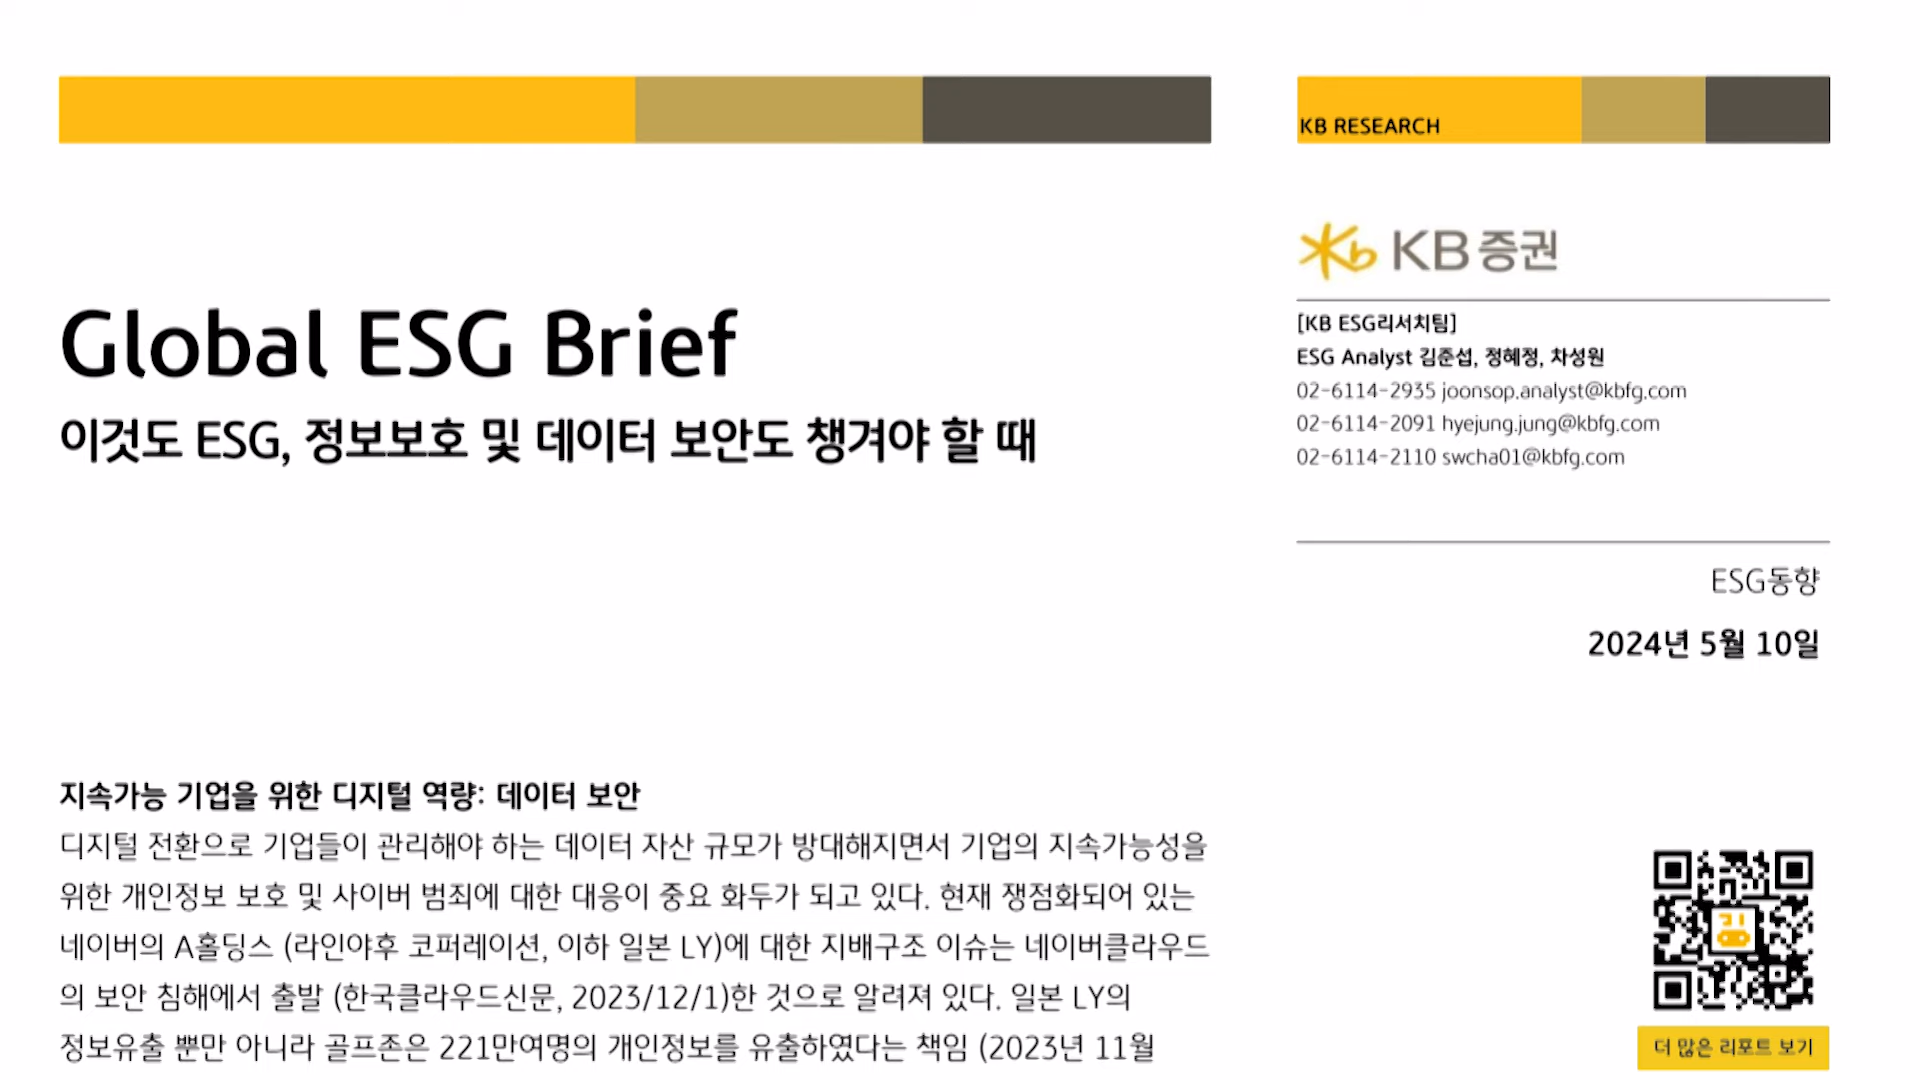 KB RESEARCH
KB증권
Global ESG Brief
이것도 ESG, 정보보호 및 데이터 보안도 챙겨야 할 때
[KB ESG리서치팀]
ESG Analyst 김준섭, 정혜정, 차성원
02-6114-2935 joonsop.analyst@kbfg.com
02-6114-2091 hyejung.jung@kbfg.com
02-6114-2110 swcha01@kbfg.com
ESG동향
2024년 5월 10일
지속가능 기업을 위한 디지털 역량: 데이터 보안
디지털 전환으로 기업들이 관리해야 하는 데이터 자산 규모가 방대해지면서 기업의 지속가능성을
위한 개인정보 보호 및 사이버 범죄에 대한 대응이 중요 화두가 되고 있다. 현재 쟁점화되어 있는
네이버의 A홀딩스 (라인야후 코퍼레이션, 이하 일본 LY)에 대한 지배구조 이슈는 네이버클라우드
의 보안 침해에서 출발 (한국클라우드신문, 2023/12/1)한 것으로 알려져 있다. 일본 LY의
정보유출 뿐만 아니라 골프존은 221만여명의 개인정보를 유출하였다는 책임 (2023년 11월
더 많은 리포트 보기